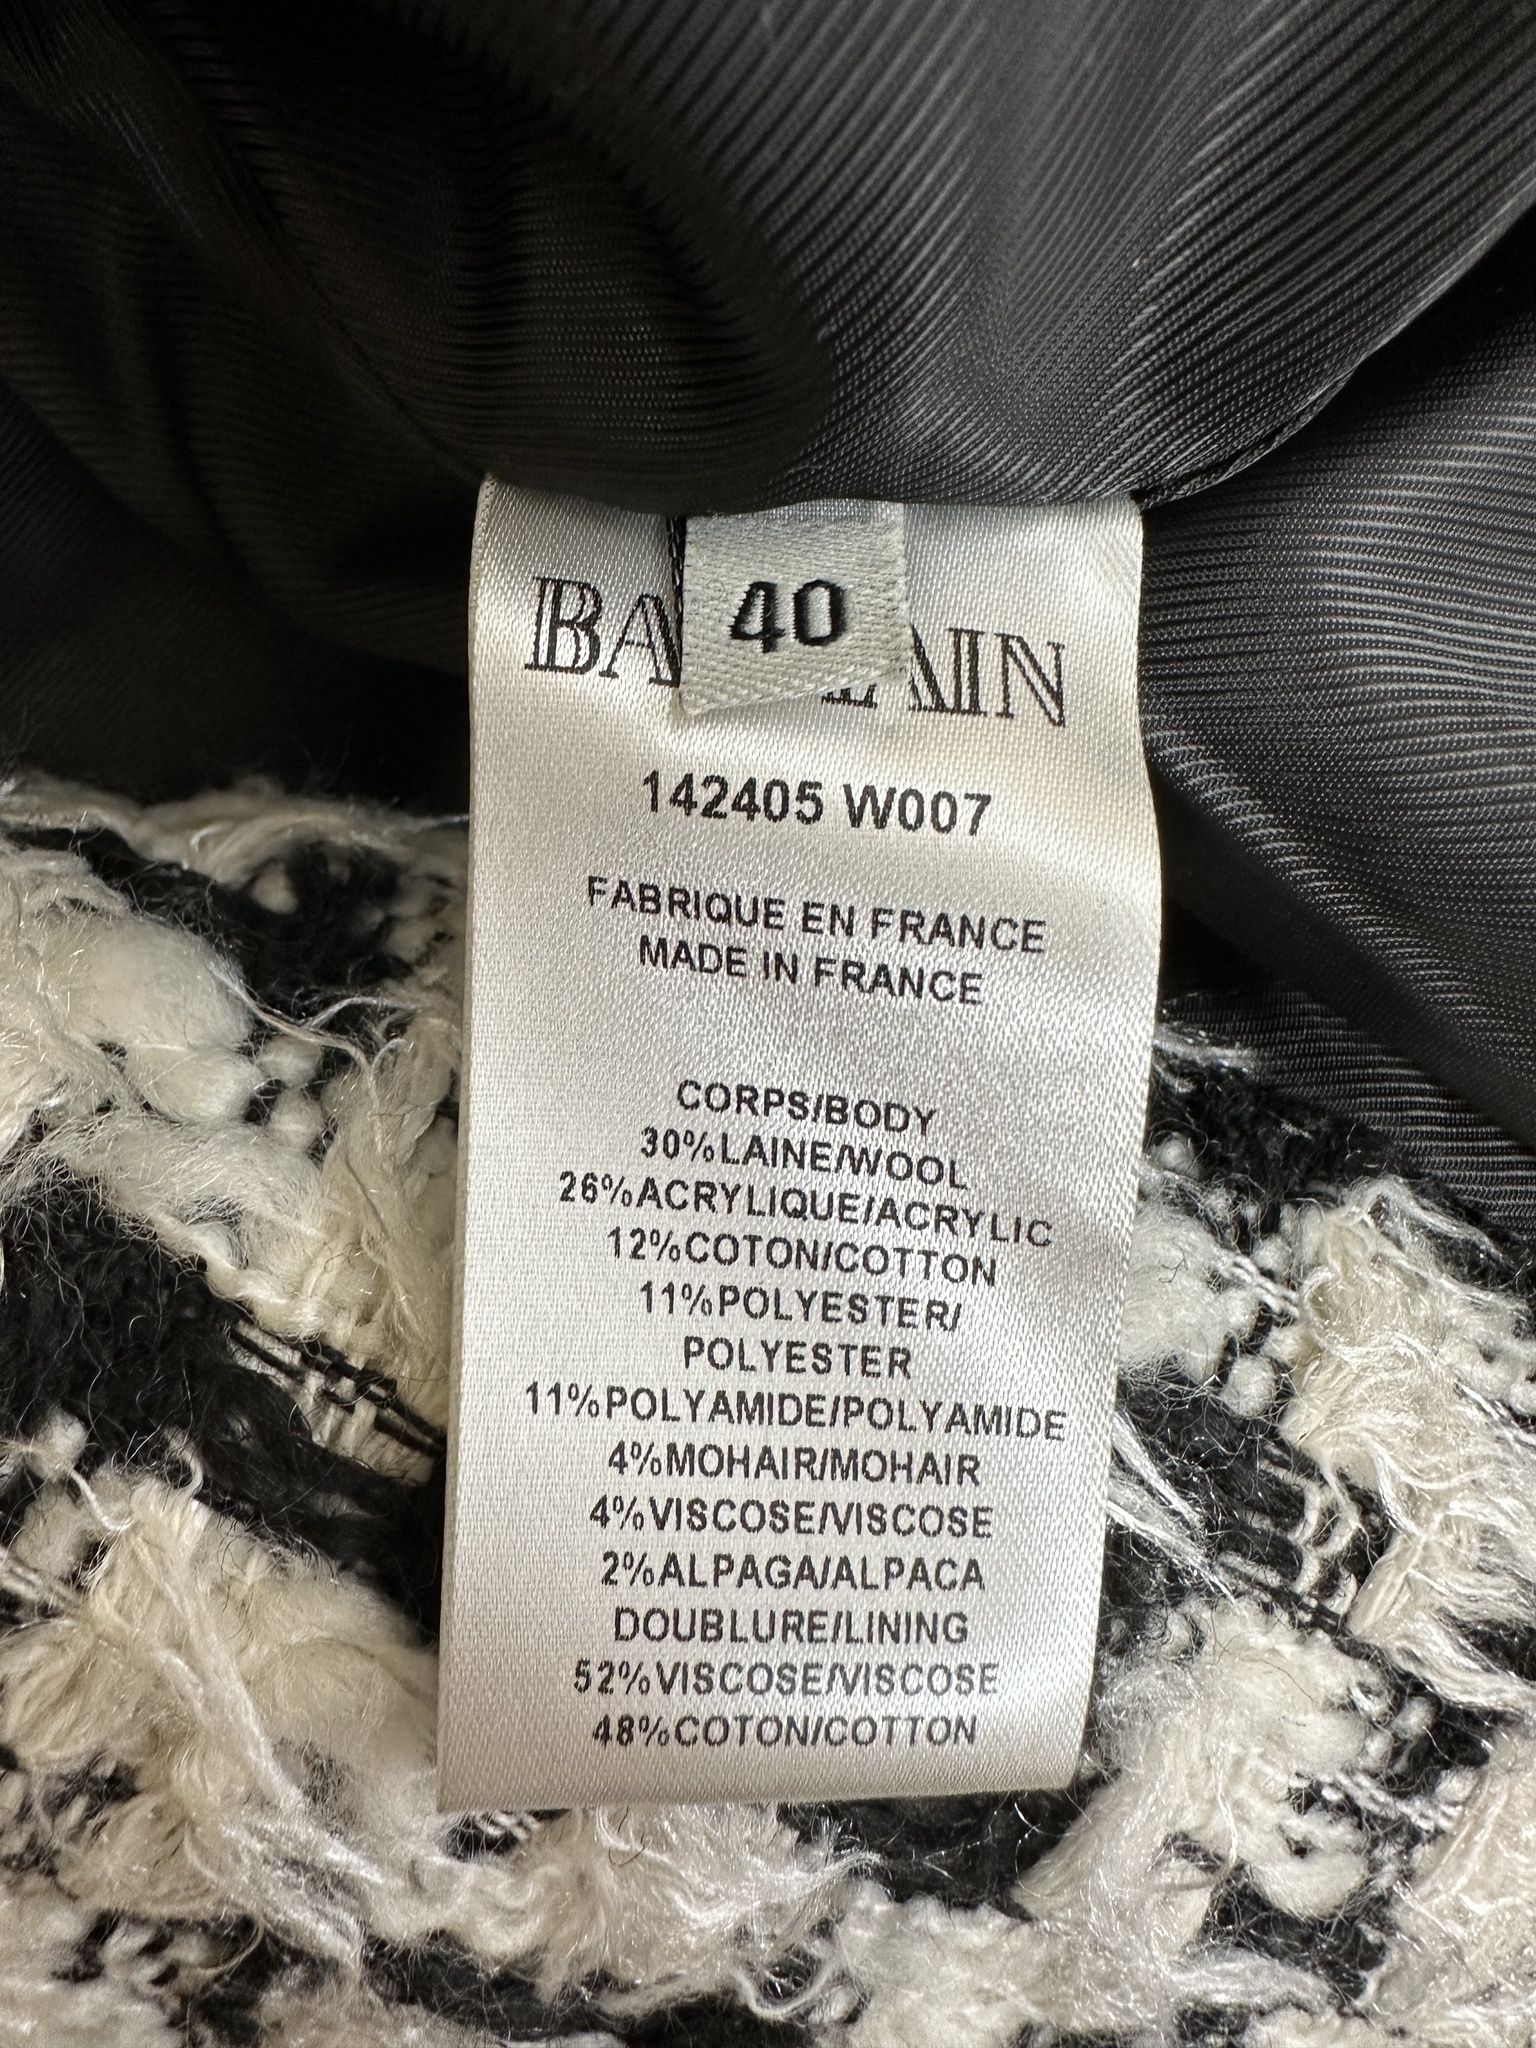 40
BALMAIN
142405 W007
FABRIQUE EN FRANCE
MADE IN FRANCE
CORPS/BODY
30%LAINE/WOOL
26%ACRYLIQUE/ACRYLIC
12%COTON/COTTON
11%POLYESTER/
POLYESTER
11%POLYAMIDE/POLYAMIDE
4%MOHAIR/MOHAIR
4%VISCOSE/VISCOSE
2%ALPAGA/ALPACA
DOUBLURE/LINING
52%VISCOSE/VISCOSE
48%COTON/COTTON